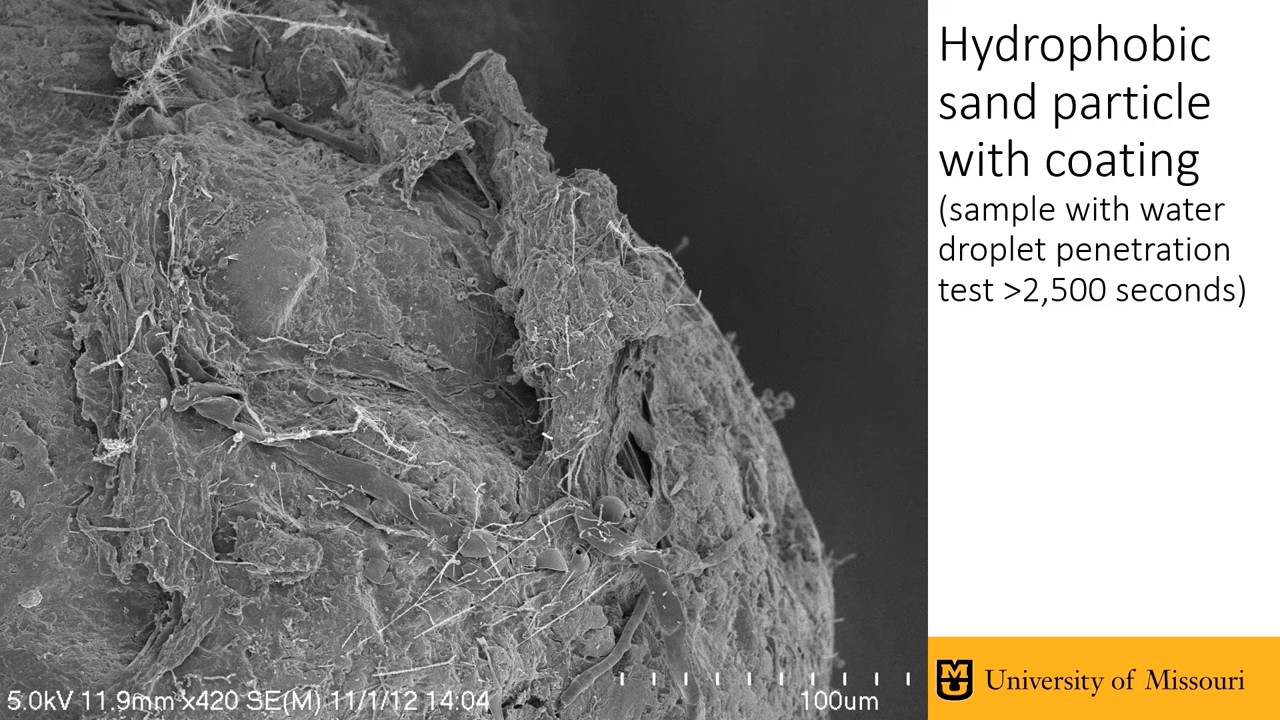 Hydrophobic
sand particle
with coating
(sample with water
droplet penetration
test >2,500 seconds)
5.0kV 11.9mm x420 SE(M) 11/1/12 14:04
100um
University of Missouri